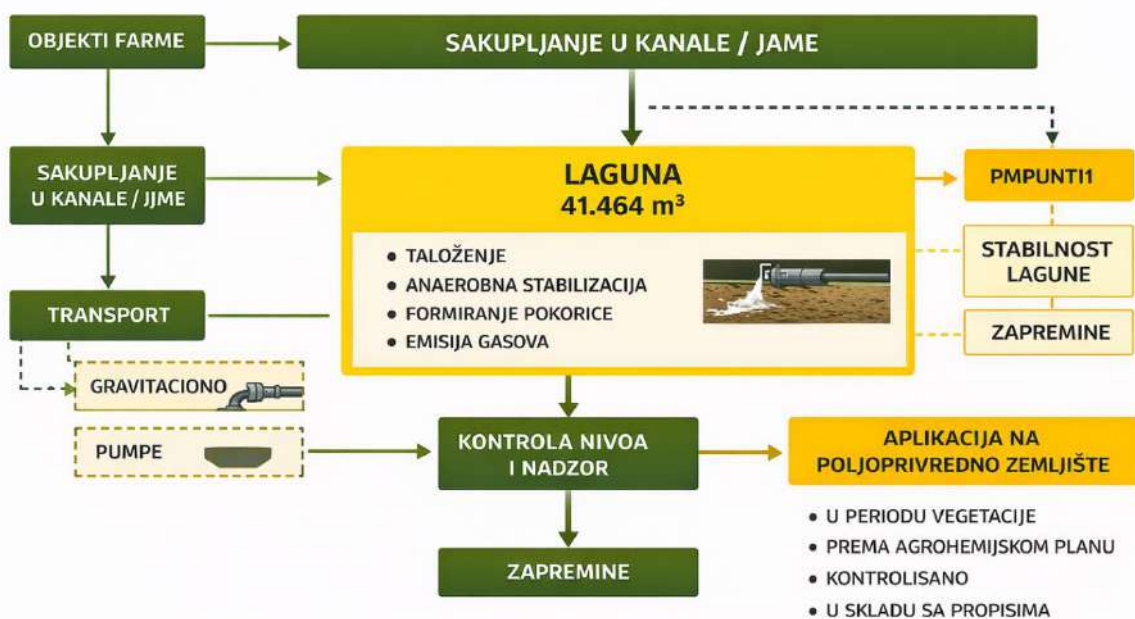 OBJEKTI FARME
SAKUPLJANJE U KANALE / JAME
SAKUPLJANJE
U KANALE / JJME
LAGUNA
41.464 m³
PMPUNTI1
• TALOŽENJE
• ANAEROBNA STABILIZACIJA
• FORMIRANJE POKORICE
• EMISIJA GASOVA
STABILNOST
LAGUNE
TRANSPORT
ZAPREMINE
GRAVITACIONO
PUMPE
KONTROLA NIVOA
I NADZOR
APLIKACIJA NA
POLJOPRIVREDNO ZEMLJIŠTE
• U PERIODU VEGETACIJE
• PREMA AGROHEMIJSKOM PLANU
• KONTROLISANO
• U SKLADU SA PROPISIMA
ZAPREMINE